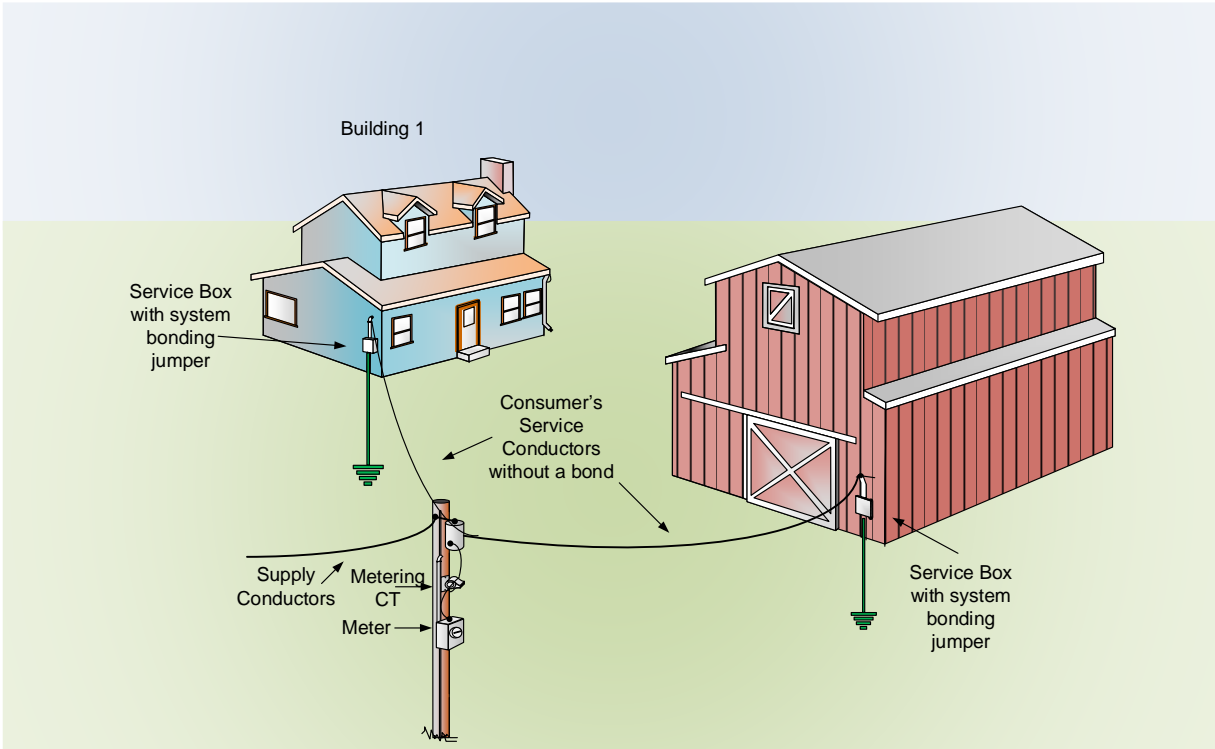 Building 1
Service Box
with system
bonding
jumper
Consumer's
Service
Conductors
without a bond
Supply
Conductors
Metering
CT
Meter
Service Box
with system
bonding
jumper